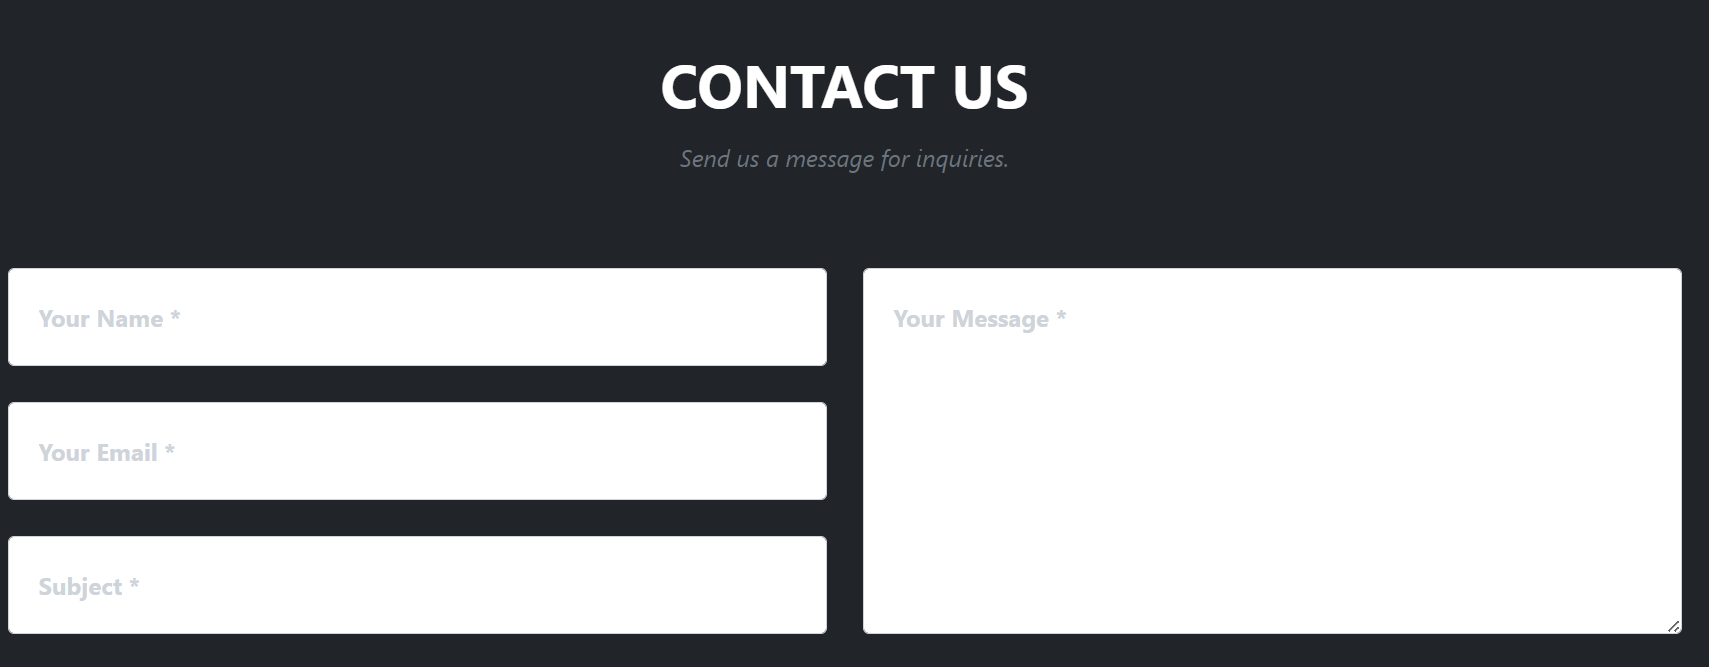 CONTACT US
Send us a message for inquiries.
Your Name *
Your Email *
Subject *
Your Message *